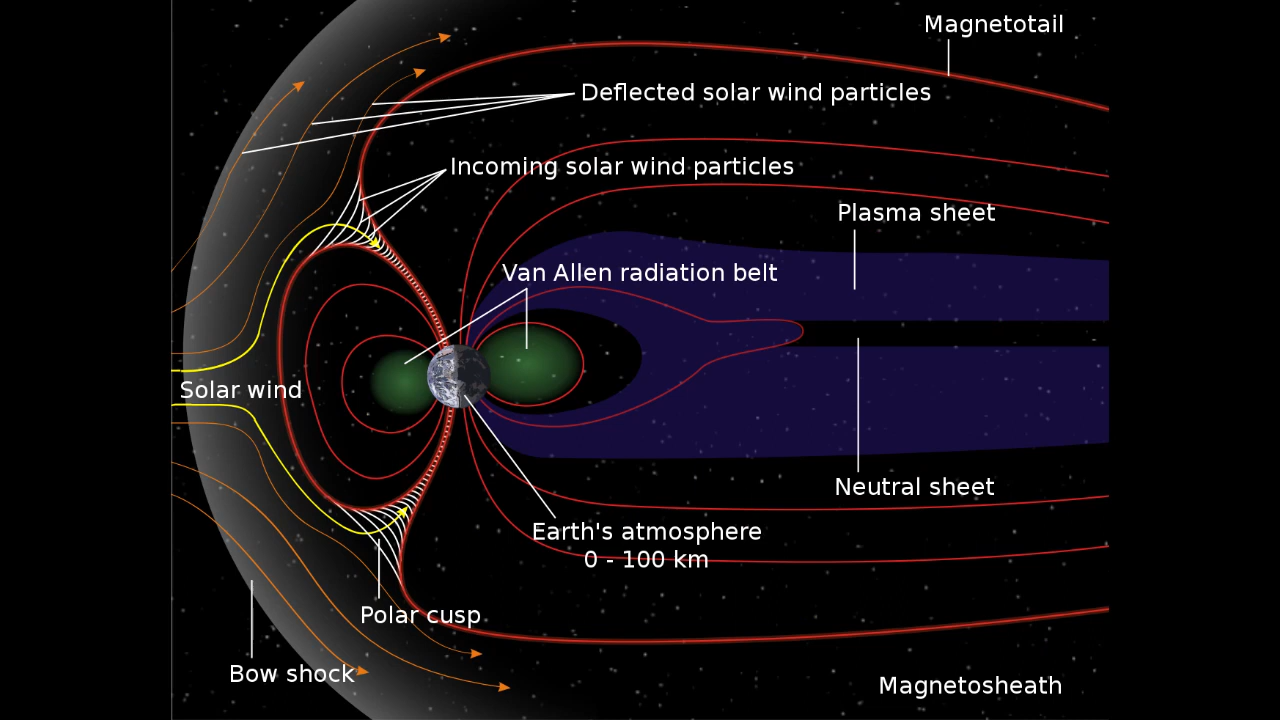 Magnetotail
Deflected solar wind particles
Incoming solar wind particles
Plasma sheet
Van Allen radiation belt
Solar wind
Neutral sheet
Earth's atmosphere
0 - 100 km
Polar cusp
Bow shock
Magnetosheath